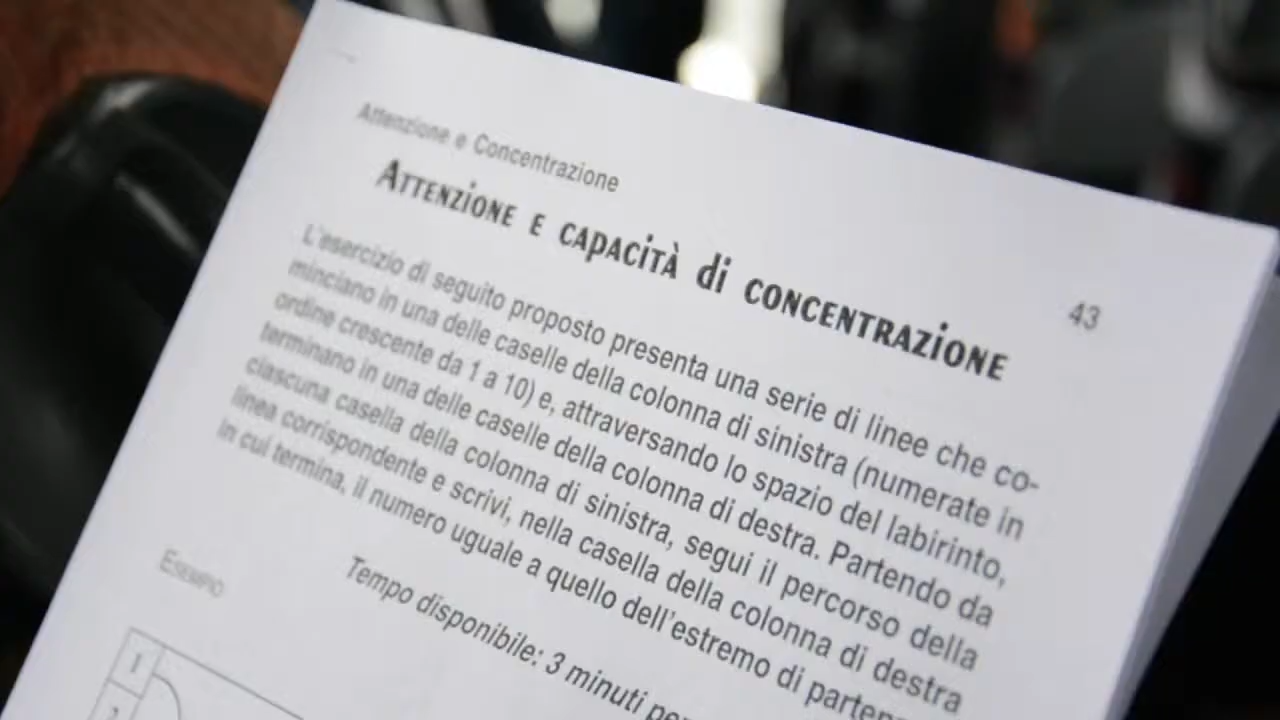 Attenzione e Concentrazione
43
ATTENZIONE E CAPACITÀ di CONCENTRAZIONE
L'esercizio di seguito proposto presenta una serie di linee che co-
minciano in una delle caselle della colonna di sinistra (numerate in
ordine crescente da 1 a 10) e, attraversando lo spazio del labirinto,
terminano in una delle caselle della colonna di destra. Partendo da
ciascuna casella della colonna di sinistra, segui il percorso della
linea corrispondente e scrivi, nella casella della colonna di destra
in cui termina, il numero uguale a quello dell'estremo di parten
Tempo disponibile: 3 minuti pe
ESEMPIO
1
2